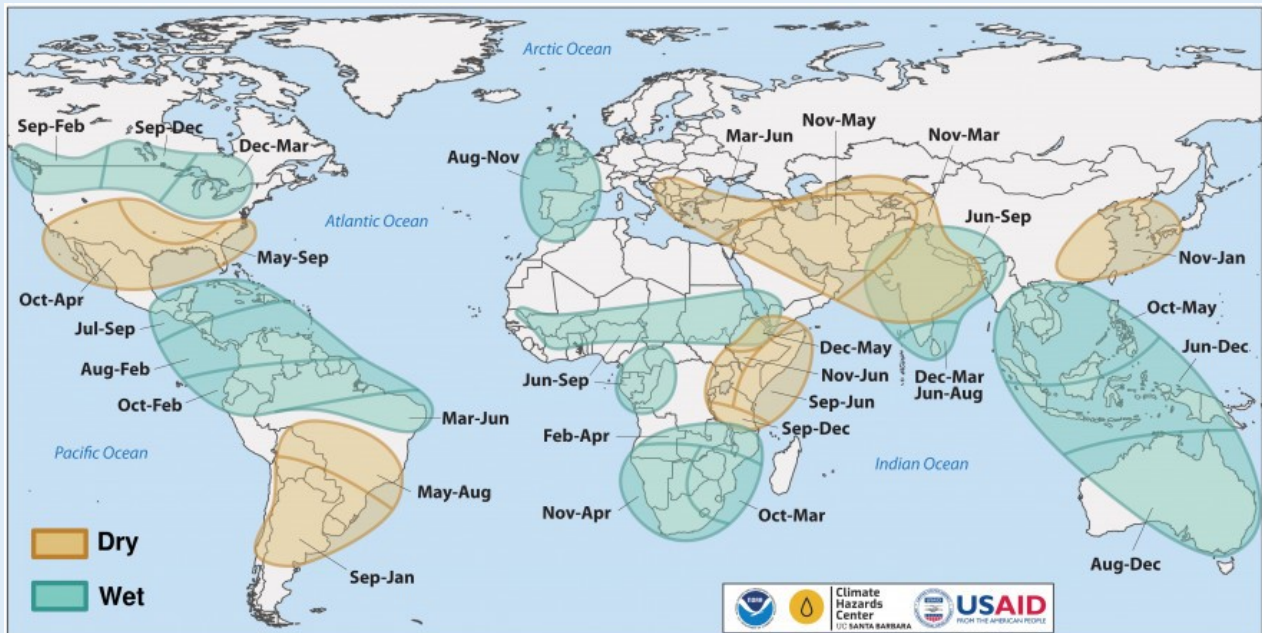 Arctic Ocean
Sep-Feb
Sep-Dec
Dec-Mar
Aug-Nov
Mar-Jun
Nov-May
Nov-Mar
Jun-Sep
Atlantic Ocean
May-Sep
Nov-Jan
Oct-Apr
Jul-Sep
Oct-May
Aug-Feb
Dec-May
Jun-Dec
Jun-Sep
Nov-Jun
Dec-Mar
Jun-Aug
Oct-Feb
Sep-Jun
Mar-Jun
Sep-Dec
Feb-Apr
Pacific Ocean
Indian Ocean
May-Aug
Nov-Apr
Oct-Mar
Dry
Aug-Dec
Sep-Jan
Wet
Climate
Hazards
Center
UC SANTA BARBARA
USAID
FROM THE AMERICAN PEOPLE